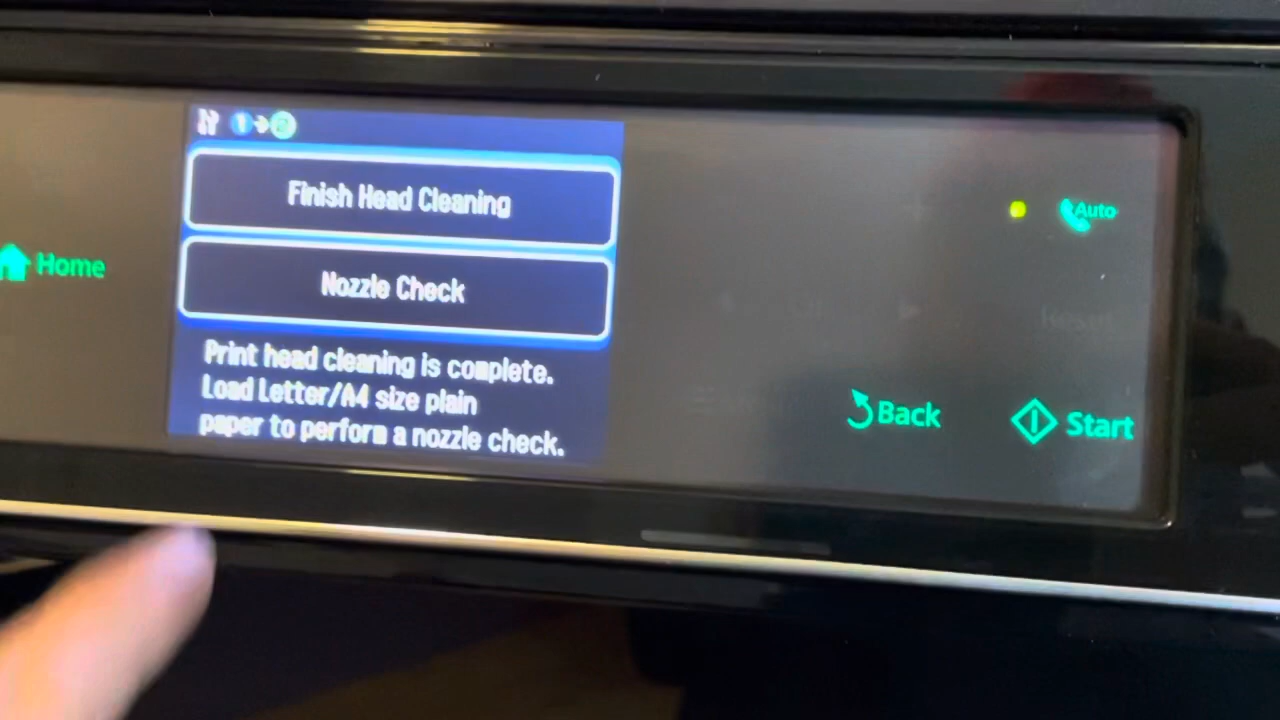 Finish Head Cleaning
Auto
Home
Nozzle Check
Print head cleaning is complete.
Load Letter/A4 size plain
paper to perform a nozzle check.
Back
Start